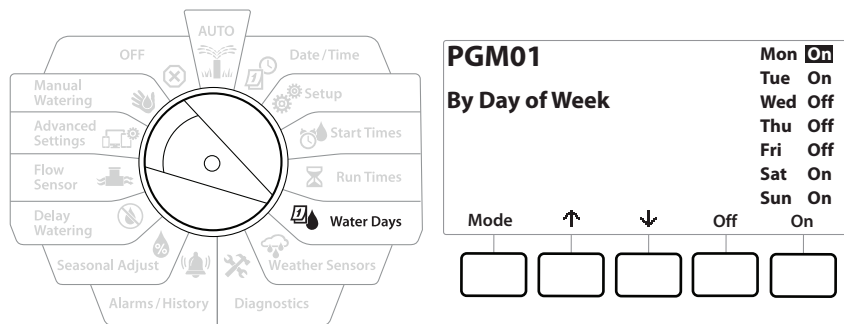 AUTO
OFF
Date/Time
Manual
Watering
Setup
Advanced
Settings
Start Times
Flow
Sensor
Run Times
Delay
Watering
Water Days
Seasonal Adjust
Weather Sensors
Alarms/History
Diagnostics
PGM01
By Day of Week
Mon On
Tue On
Wed Off
Thu Off
Fri Off
Sat On
Sun On
Mode ↑ ↓ Off On